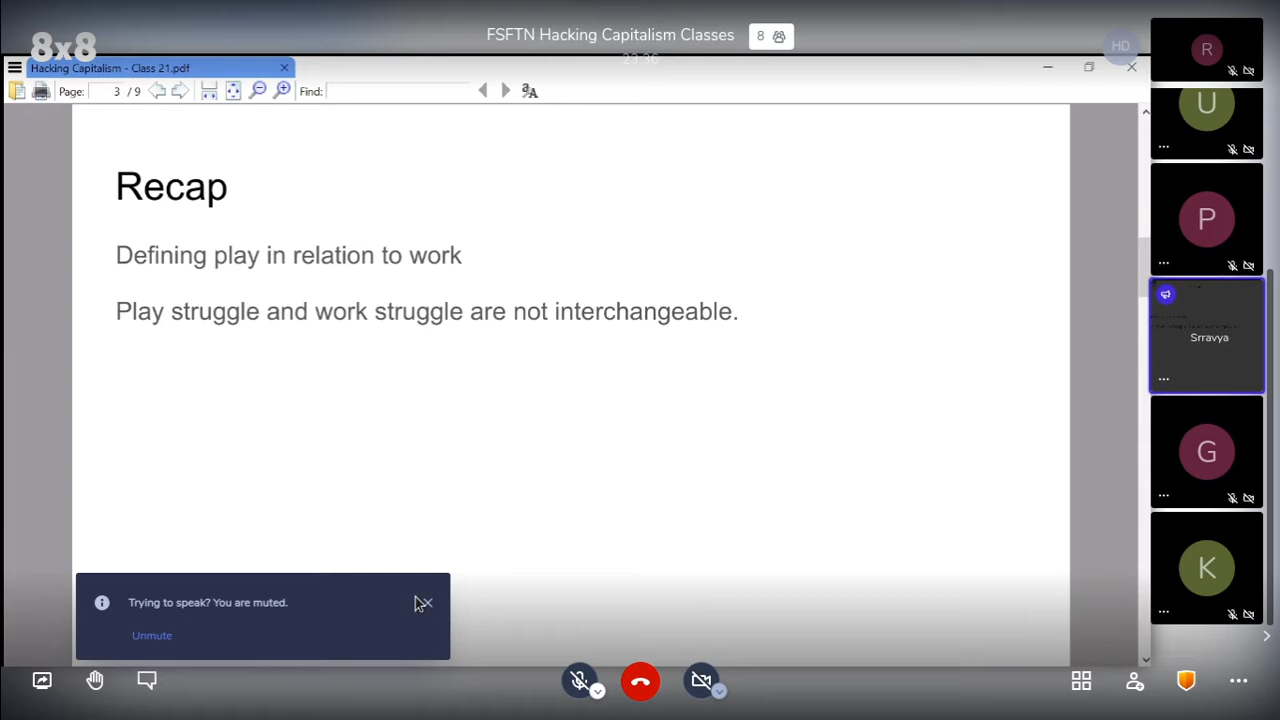 8x8
FSFTN Hacking Capitalism Classes 8
23:36
HD
Hacking Capitalism - Class 21.pdf
Page: 3 / 9 Find:
Recap
Defining play in relation to work
Play struggle and work struggle are not interchangeable.
R
U
P
Srravya
G
K
Trying to speak? You are muted.
Unmute